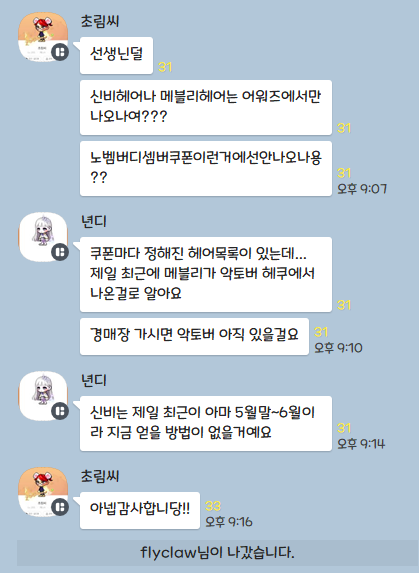 초림씨
선생닌덜
31
신비헤어나 메블리헤어는 어워즈에서만
나오나여???
31
노벰버디셈버쿠폰이런거에선안나오나용
??
31
오후 9:07
년디
쿠폰마다 정해진 헤어목록이 있는데...
제일 최근에 메블리가 악토버 헤쿠에서
나온걸로 알아요
31
경매장 가시면 악토버 아직 있을걸요
31
오후 9:10
년디
신비는 제일 최근이 아마 5월말~6월이
라 지금 얻을 방법이 없을거예요
31
오후 9:14
초림씨
아넵감사합니당!!
33
오후 9:16
flyclaw님이 나갔습니다.